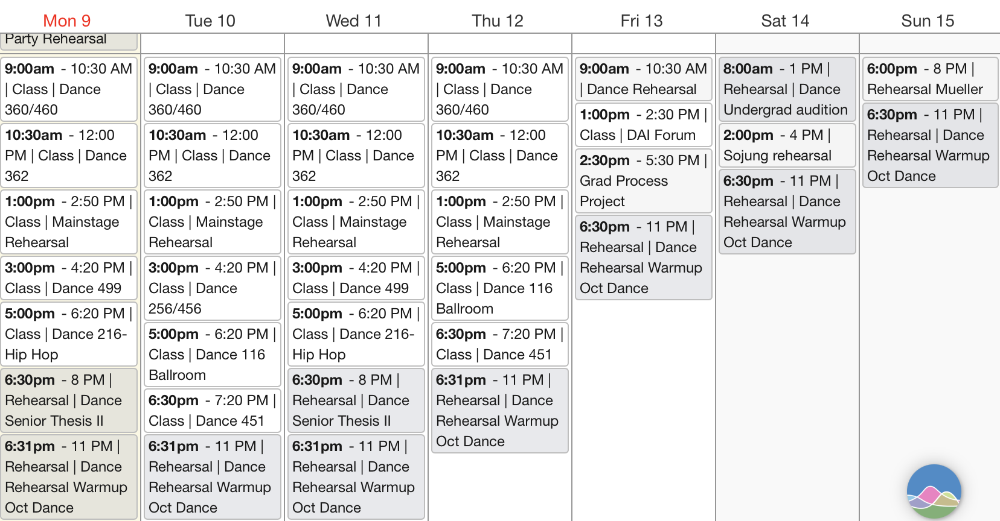 Mon 9
Tue 10
Wed 11
Thu 12
Fri 13
Sat 14
Sun 15
Party Rehearsal
9:00am - 10:30 AM
| Class | Dance
360/460
10:30am - 12:00
PM | Class | Dance
362
1:00pm - 2:50 PM |
Class | Mainstage
Rehearsal
3:00pm - 4:20 PM |
Class | Dance 499
5:00pm - 6:20 PM |
Class | Dance 216-
Hip Hop
6:30pm - 8 PM |
Rehearsal | Dance
Senior Thesis II
6:31pm - 11 PM |
Rehearsal | Dance
Rehearsal Warmup
Oct Dance
9:00am - 10:30 AM
| Class | Dance
360/460
10:30am - 12:00
PM | Class | Dance
362
1:00pm - 2:50 PM |
Class | Mainstage
Rehearsal
3:00pm - 4:20 PM |
Class | Dance
256/456
5:00pm - 6:20 PM |
Class | Dance 116
Ballroom
6:30pm - 7:20 PM |
Class | Dance 451
6:31pm - 11 PM |
Rehearsal | Dance
Rehearsal Warmup
Oct Dance
9:00am - 10:30 AM
| Class | Dance
360/460
10:30am - 12:00
PM | Class | Dance
362
1:00pm - 2:50 PM |
Class | Mainstage
Rehearsal
3:00pm - 4:20 PM |
Class | Dance 499
5:00pm - 6:20 PM |
Class | Dance 216-
Hip Hop
6:30pm - 8 PM |
Rehearsal | Dance
Senior Thesis II
6:31pm - 11 PM |
Rehearsal | Dance
Rehearsal Warmup
Oct Dance
9:00am - 10:30 AM
| Class | Dance
360/460
10:30am - 12:00
PM | Class | Dance
362
1:00pm - 2:50 PM |
Class | Mainstage
Rehearsal
5:00pm - 6:20 PM |
Class | Dance 116
Ballroom
6:30pm - 7:20 PM |
Class | Dance 451
6:31pm - 11 PM |
Rehearsal | Dance
Rehearsal Warmup
Oct Dance
9:00am - 10:30 AM
| Dance Rehearsal
1:00pm - 2:30 PM |
Class | DAI Forum
2:30pm - 5:30 PM |
Grad Process
Project
6:30pm - 11 PM |
Rehearsal | Dance
Rehearsal Warmup
Oct Dance
8:00am - 1 PM |
Rehearsal | Dance
Undergrad audition
2:00pm - 4 PM |
Sojung rehearsal
6:30pm - 11 PM |
Rehearsal | Dance
Rehearsal Warmup
Oct Dance
6:00pm - 8 PM |
Rehearsal Mueller
6:30pm - 11 PM |
Rehearsal | Dance
Rehearsal Warmup
Oct Dance